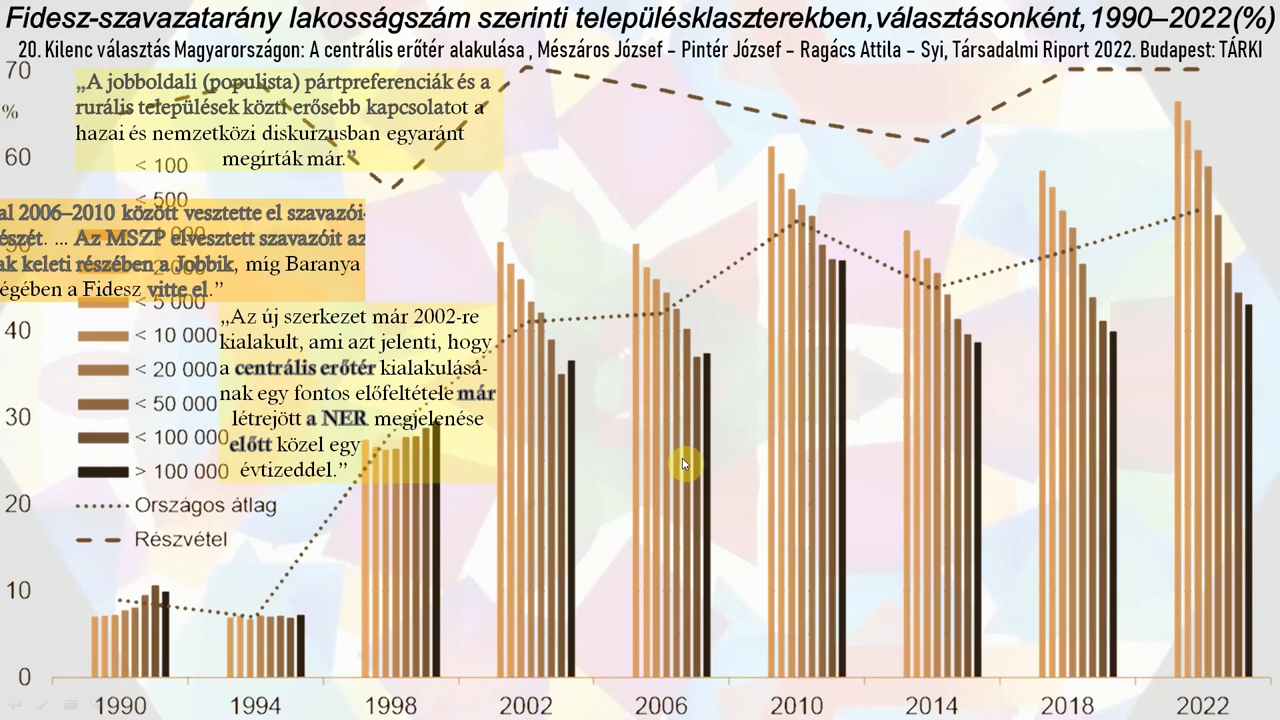 Fidesz-szavazatarány lakosságszám szerinti településklaszterekben, választásonként, 1990–2022(%)
20. Kilenc választás Magyarországon: A centrális erőtér alakulása , Mészáros József – Pintér József – Ragács Attila – Syi, Társadalmi Riport 2022. Budapest: TÁRKI
70
%
60
50
40
30
20
10
0
„A jobboldali (populista) pártpreferenciák és a
rurális települések közti erősebb kapcsolatot a
hazai és nemzetközi diskurzusban egyaránt
megírták már.”
< 100
< 500
al 2006–2010 között vesztette el szavazói-
észét. ... Az MSZP elvesztett szavazóit az
ak keleti részében a Jobbik, míg Baranya
égében a Fidesz vitte el.”
< 5 000
< 10 000
< 20 000
< 50 000
< 100 000
> 100 000
Országos átlag
Részvétel
„Az új szerkezet már 2002-re
kialakult, ami azt jelenti, hogy
a centrális erőtér kialakulásá-
nak egy fontos előfeltétele már
létrejött a NER megjelenése
előtt közel egy
évtizeddel.”
1990 1994 1998 2002 2006 2010 2014 2018 2022